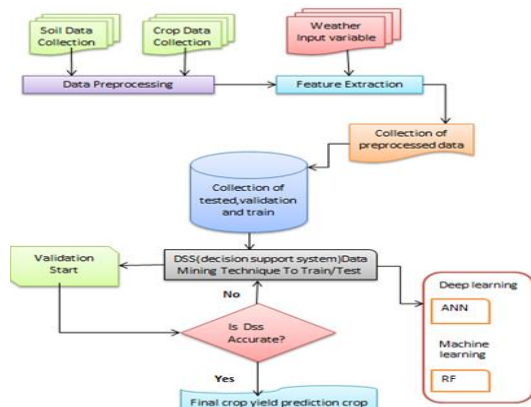 Soil Data
Collection
Crop Data
Collection
Weather
Input variable
Data Preprocessing
Feature Extraction
Collection of
preprocessed data
Collection of
tested,validation
and train
Validation
Start
DSS(decision support system)Data
Mining Technique To Train/Test
No
Is Dss
Accurate?
Yes
Final crop yield prediction crop
Deep learning
ANN
Machine
learning
RF